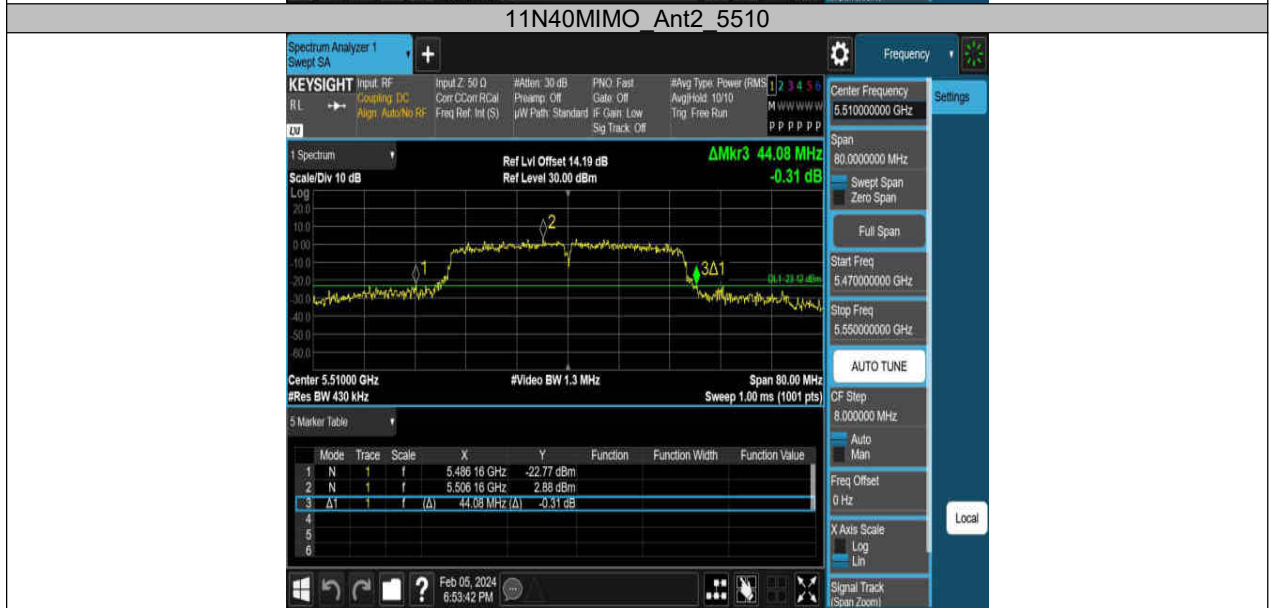 11N40MIMO_Ant2_5510
Spectrum Analyzer 1
Swept SA
Frequency
KEYSIGHT
Input: RF
Input Z: 50 Ω
#Atten: 30 dB
PNO: Fast
#Avg Type: Power (RMS
1 2 3 4 5 6
RL
Coupling: DC
Corr CCorr RCal
Preamp: Off
Gate: Off
Avg|Hold: 10/10
M W W W W W
Align: Auto/No RF
Freq Ref: Int (S)
µW Path: Standard
IF Gain: Low
Trig: Free Run
Sig Track: Off
P P P P P P
LXI
Center Frequency
5.510000000 GHz
Settings
Span
80.0000000 MHz
Swept Span
Zero Span
Full Span
Start Freq
5.470000000 GHz
Stop Freq
5.550000000 GHz
AUTO TUNE
CF Step
8.000000 MHz
Auto
Man
Freq Offset
0 Hz
X Axis Scale
Log
Lin
Signal Track
(Span Zoom)
Local
1 Spectrum
Ref Lvl Offset 14.19 dB
ΔMkr3 44.08 MHz
Scale/Div 10 dB
Ref Level 30.00 dBm
-0.31 dB
Log
20.0
10.0
0.00
-10.0
-20.0
-30.0
-40.0
-50.0
-60.0
1
2
3Δ1
DL1 -23.12 dBm
Center 5.51000 GHz
#Video BW 1.3 MHz
Span 80.00 MHz
#Res BW 430 kHz
Sweep 1.00 ms (1001 pts)
5 Marker Table
Mode Trace Scale X Y Function Function Width Function Value
1 N 1 f 5.486 16 GHz -22.77 dBm
2 N 1 f 5.506 16 GHz 2.88 dBm
3 Δ1 1 f (Δ) 44.08 MHz (Δ) -0.31 dB
4
5
6
?
Feb 05, 2024
6:53:42 PM